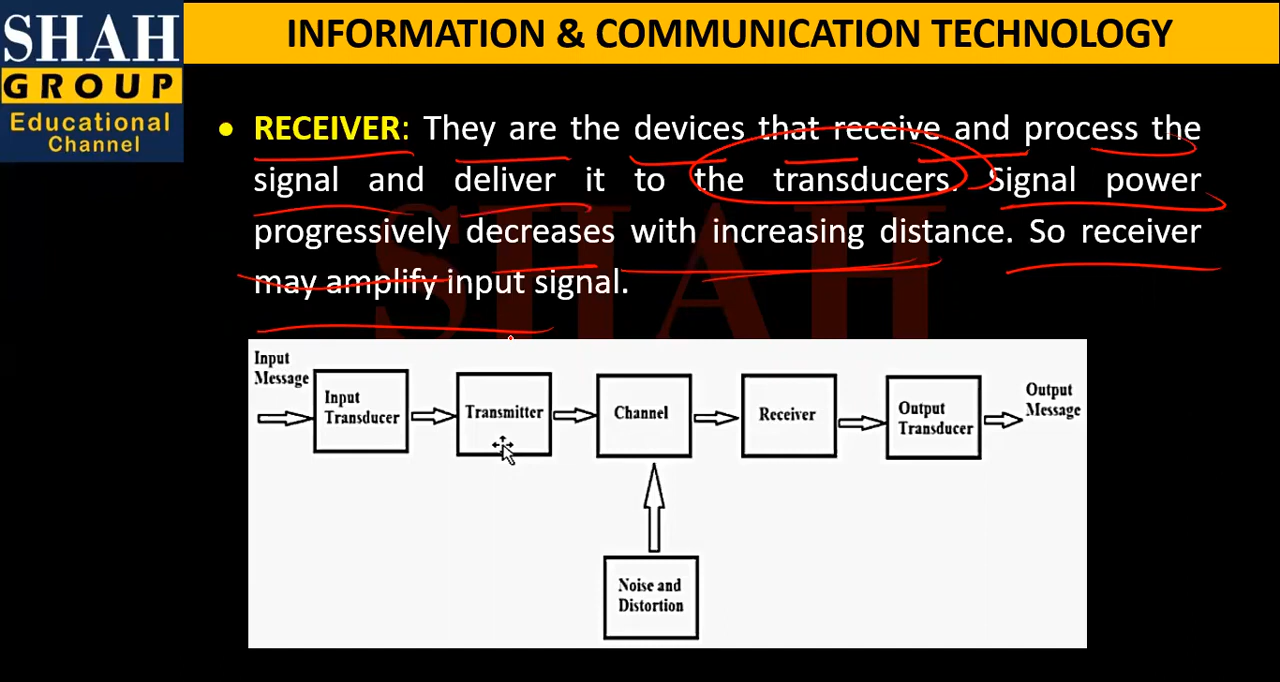 SHAH
GROUP
Educational
Channel
INFORMATION & COMMUNICATION TECHNOLOGY
• RECEIVER: They are the devices that receive and process the
signal and deliver it to the transducers. Signal power
progressively decreases with increasing distance. So receiver
may amplify input signal.
SHAH
Input
Message
Input
Transducer
Transmitter
Channel
Receiver
Output
Transducer
Output
Message
Noise and
Distortion